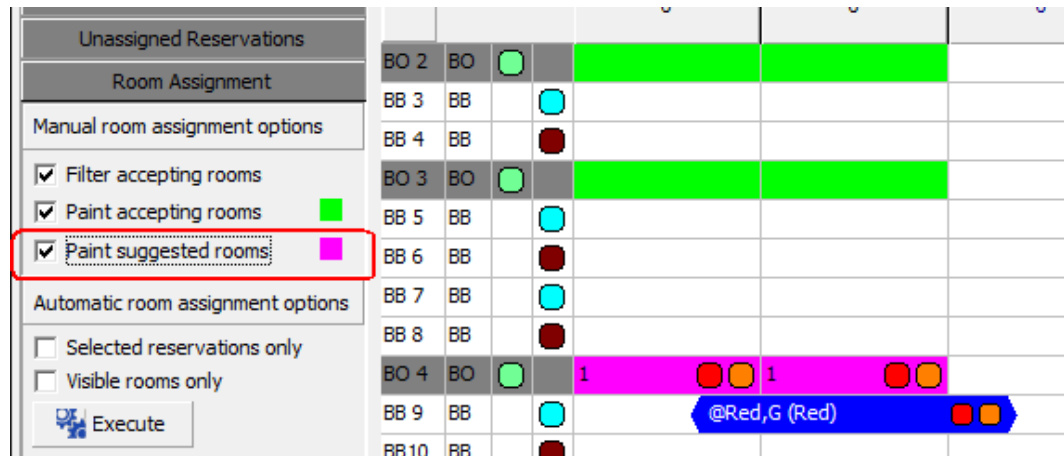 Unassigned Reservations
Room Assignment
Manual room assignment options
Filter accepting rooms
Paint accepting rooms
Paint suggested rooms
Automatic room assignment options
Selected reservations only
Visible rooms only
Execute
BO 2 BO
BB 3 BB
BB 4 BB
BO 3 BO
BB 5 BB
BB 6 BB
BB 7 BB
BB 8 BB
BO 4 BO 1 1
BB 9 BB @Red,G (Red)
BB10 BB